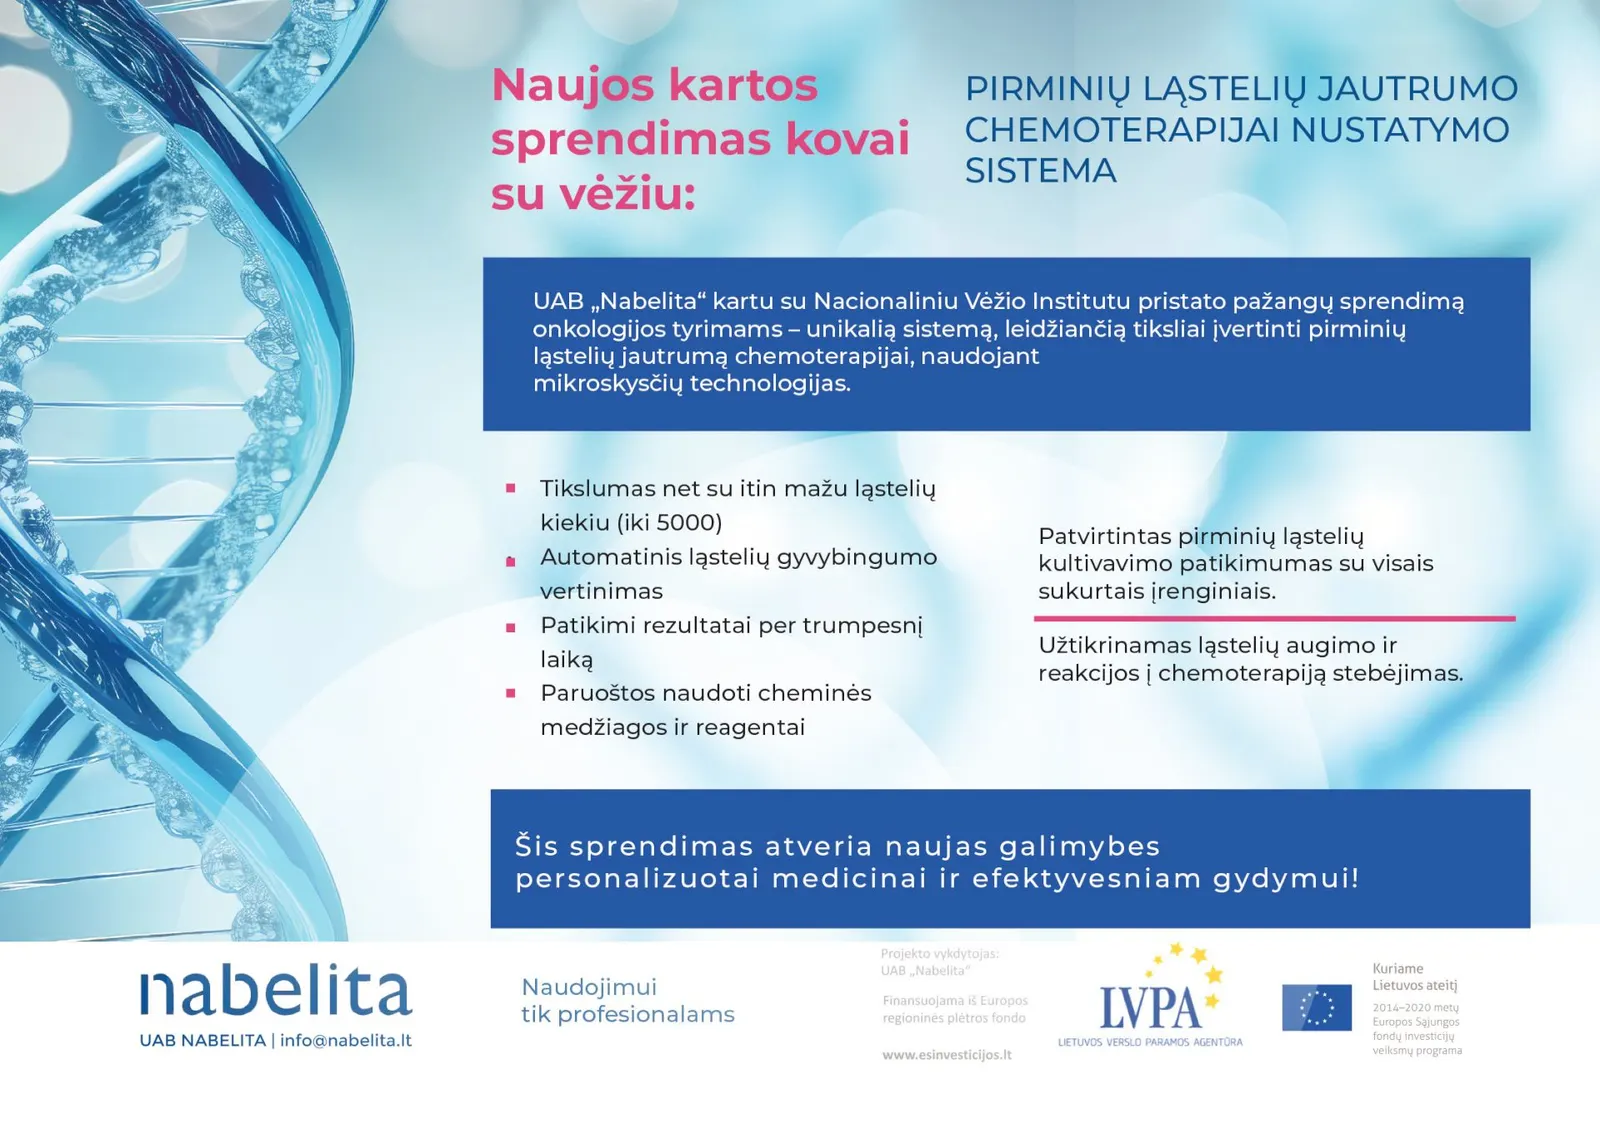 Naujos kartos
sprendimas kovai
su vėžiu:
PIRMINIŲ LĄSTELIŲ JAUTRUMO
CHEMOTERAPIJAI NUSTATYMO
SISTEMA
UAB „Nabelita“ kartu su Nacionaliniu Vėžio Institutu pristato pažangų sprendimą
onkologijos tyrimams – unikalią sistemą, leidžiančią tiksliai įvertinti pirminių
ląstelių jautrumą chemoterapijai, naudojant
mikroskysčių technologijas.
Tikslumas net su itin mažu ląstelių
kiekiu (iki 5000)
Automatinis ląstelių gyvybingumo
vertinimas
Patikimi rezultatai per trumpesnį
laiką
Paruoštos naudoti cheminės
medžiagos ir reagentai
Patvirtintas pirminių ląstelių
kultivavimo patikimumas su visais
sukurtais įrenginiais.
Užtikrinamas ląstelių augimo ir
reakcijos į chemoterapiją stebėjimas.
Šis sprendimas atveria naujas galimybes
personalizuotai medicinai ir efektyvesniam gydymui!
nabelita
UAB NABELITA | info@nabelita.lt
Naudojimui
tik profesionalams
Projekto vykdytojas:
UAB „Nabelita“
Finansuojama iš Europos
regioninės plėtros fondo
www.esinvesticijos.lt
LVPA
LIETUVOS VERSLO PARAMOS AGENTŪRA
Kuriame
Lietuvos ateitį
2014–2020 metų
Europos Sąjungos
fondų investicijų
veiksmų programa